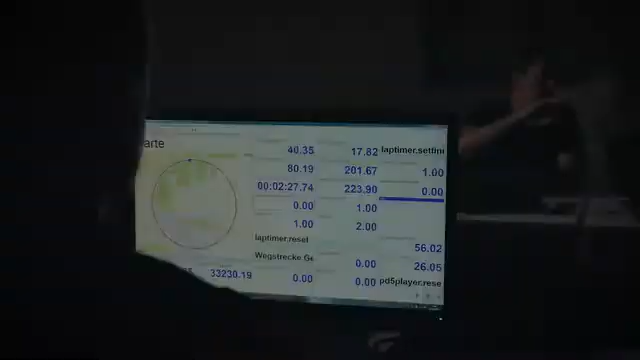 arte
40.35 17.82 laptimer.setfini
80.19 201.67 1.00
00:02:27.74 223.90 0.00
0.00 1.00
1.00 2.00
laptimer.reset 56.02
Wegstrecke.Ge 0.00 26.05
33230.19 0.00 0.00 pd5player.rese